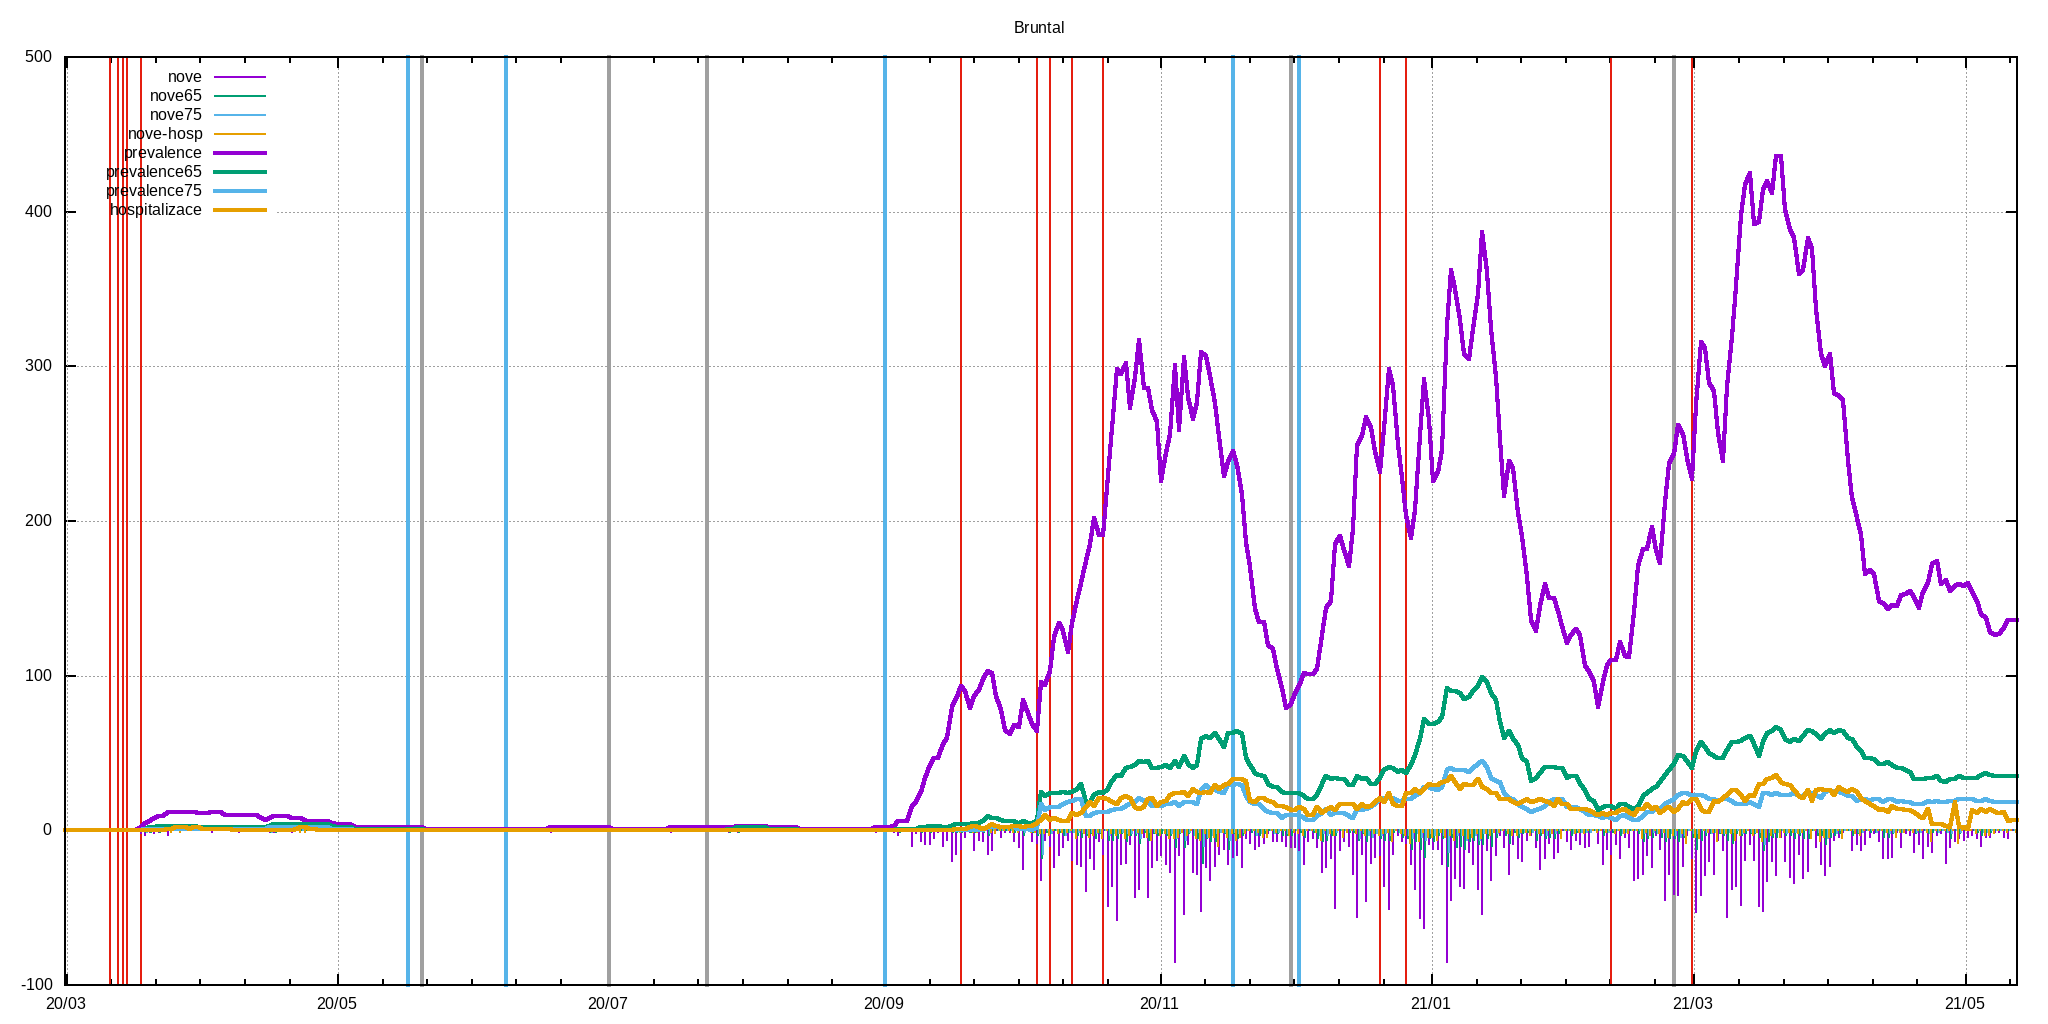 Bruntal
500
nove
nove65
nove75
nove-hosp
prevalence
prevalence65
prevalence75
hospitalizace
400
300
200
100
0
-100
20/03 20/05 20/07 20/09 20/11 21/01 21/03 21/05